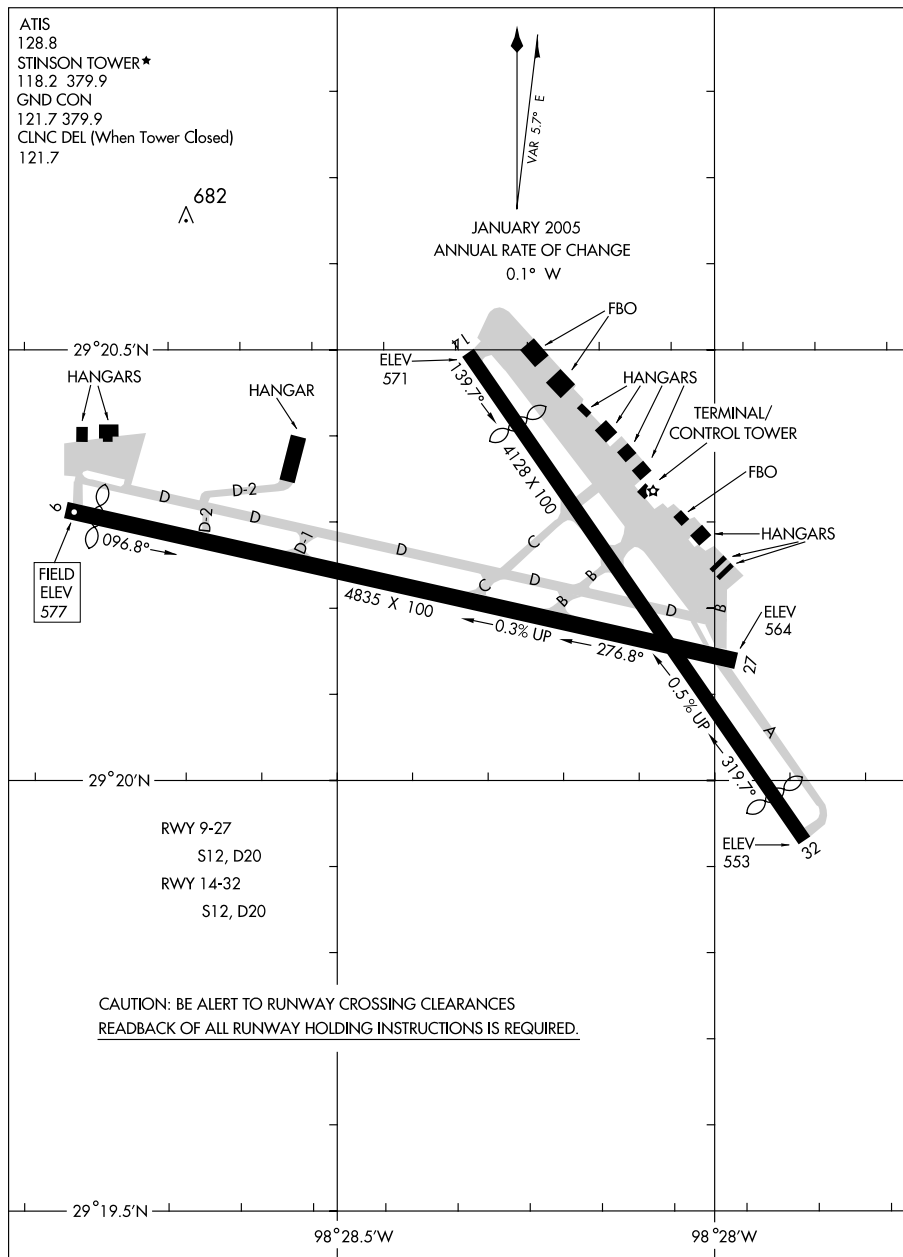 ATIS
128.8
STINSON TOWER★
118.2 379.9
GND CON
121.7 379.9
CLNC DEL (When Tower Closed)
121.7
682
VAR 5.7° E
JANUARY 2005
ANNUAL RATE OF CHANGE
0.1° W
FBO
29°20.5'N
14
ELEV
571
139.7°
HANGARS
HANGAR
HANGARS
TERMINAL/
CONTROL TOWER
4128 X 100
FBO
D
D-2
D-2
D
D-1
9
096.8°
D
C
HANGARS
FIELD
ELEV
577
C
D
B
B
D
B
4835 X 100
0.3% UP
276.8°
ELEV
564
27
0.5% UP
A
319.7°
29°20'N
RWY 9-27
S12, D20
RWY 14-32
S12, D20
ELEV
553
32
CAUTION: BE ALERT TO RUNWAY CROSSING CLEARANCES
READBACK OF ALL RUNWAY HOLDING INSTRUCTIONS IS REQUIRED.
29°19.5'N
98°28.5'W
98°28'W